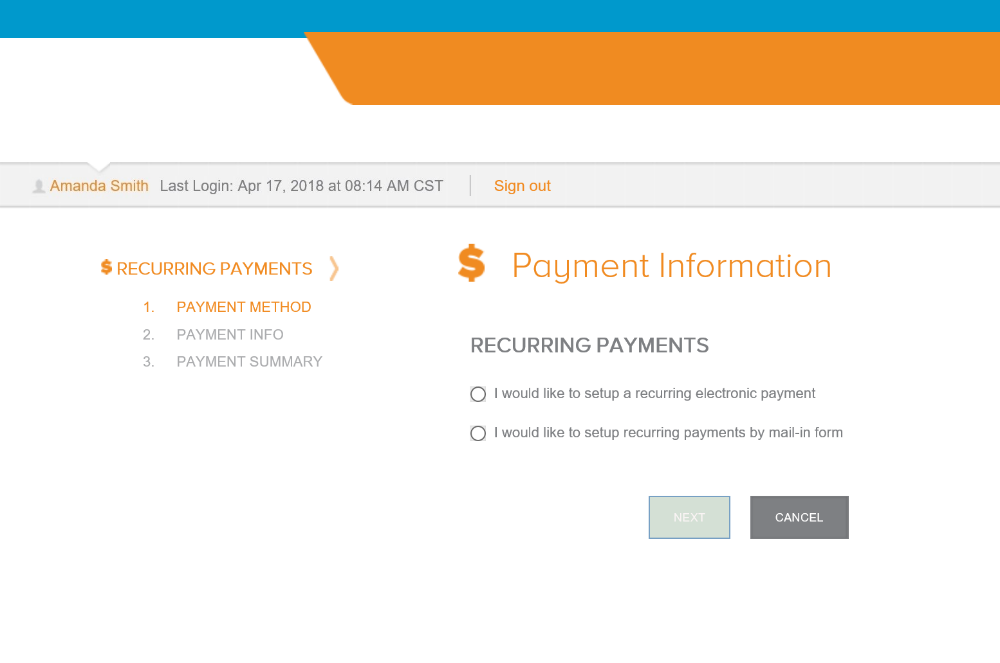 Amanda Smith Last Login: Apr 17, 2018 at 08:14 AM CST Sign out
$ RECURRING PAYMENTS
1. PAYMENT METHOD
2. PAYMENT INFO
3. PAYMENT SUMMARY
$ Payment Information
RECURRING PAYMENTS
I would like to setup a recurring electronic payment
I would like to setup recurring payments by mail-in form
NEXT CANCEL